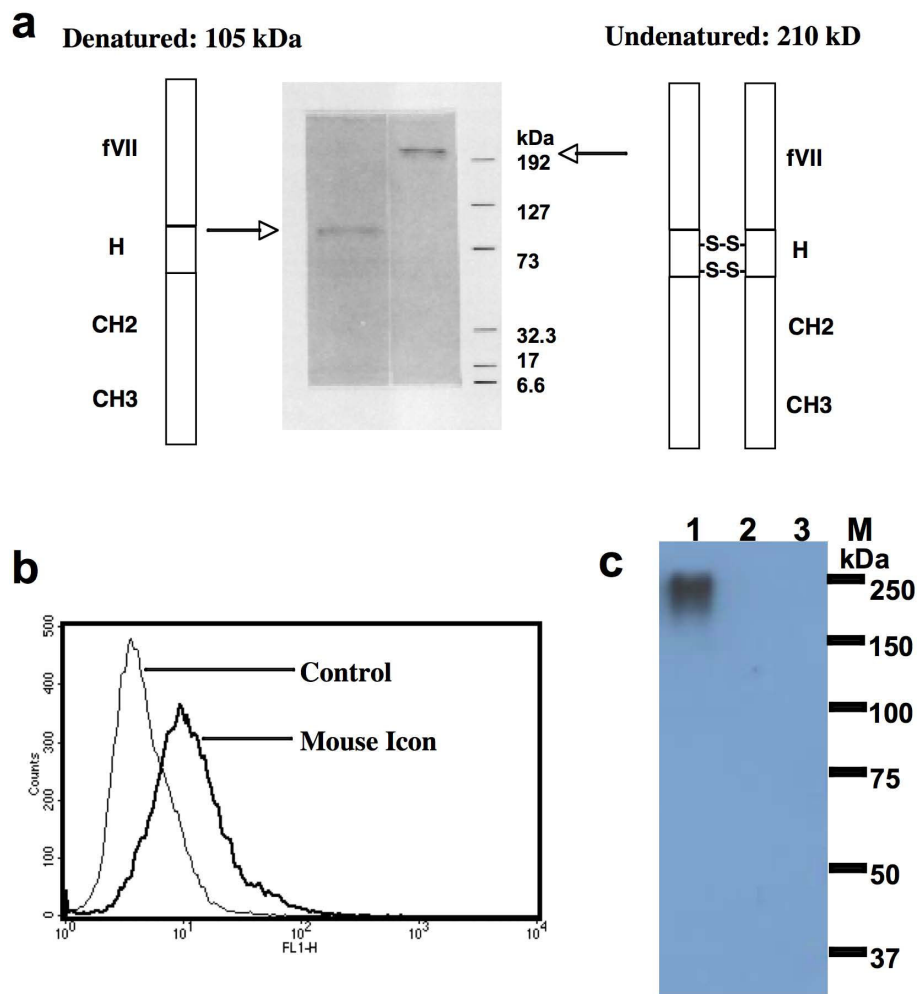 a
Denatured: 105 kDa
Undenatured: 210 kD
fVII
H
CH2
CH3
kDa
192
127
73
32.3
17
6.6
-S-S-
-S-S-
fVII
H
CH2
CH3
b
500
400
300
200
100
0
Counts
Control
Mouse Icon
10⁰
10¹
10²
10³
10⁴
FL1-H
c
1 2 3 M
kDa
250
150
100
75
50
37